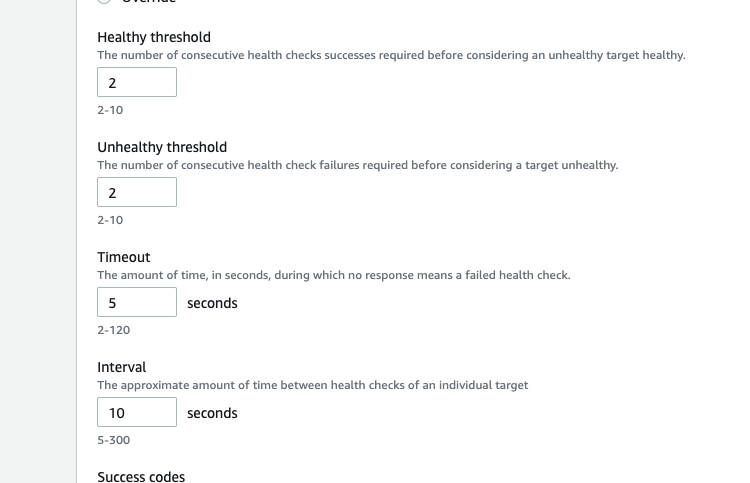 Override
Healthy threshold
The number of consecutive health checks successes required before considering an unhealthy target healthy.
2
2-10
Unhealthy threshold
The number of consecutive health check failures required before considering a target unhealthy.
2
2-10
Timeout
The amount of time, in seconds, during which no response means a failed health check.
5 seconds
2-120
Interval
The approximate amount of time between health checks of an individual target
10 seconds
5-300
Success codes